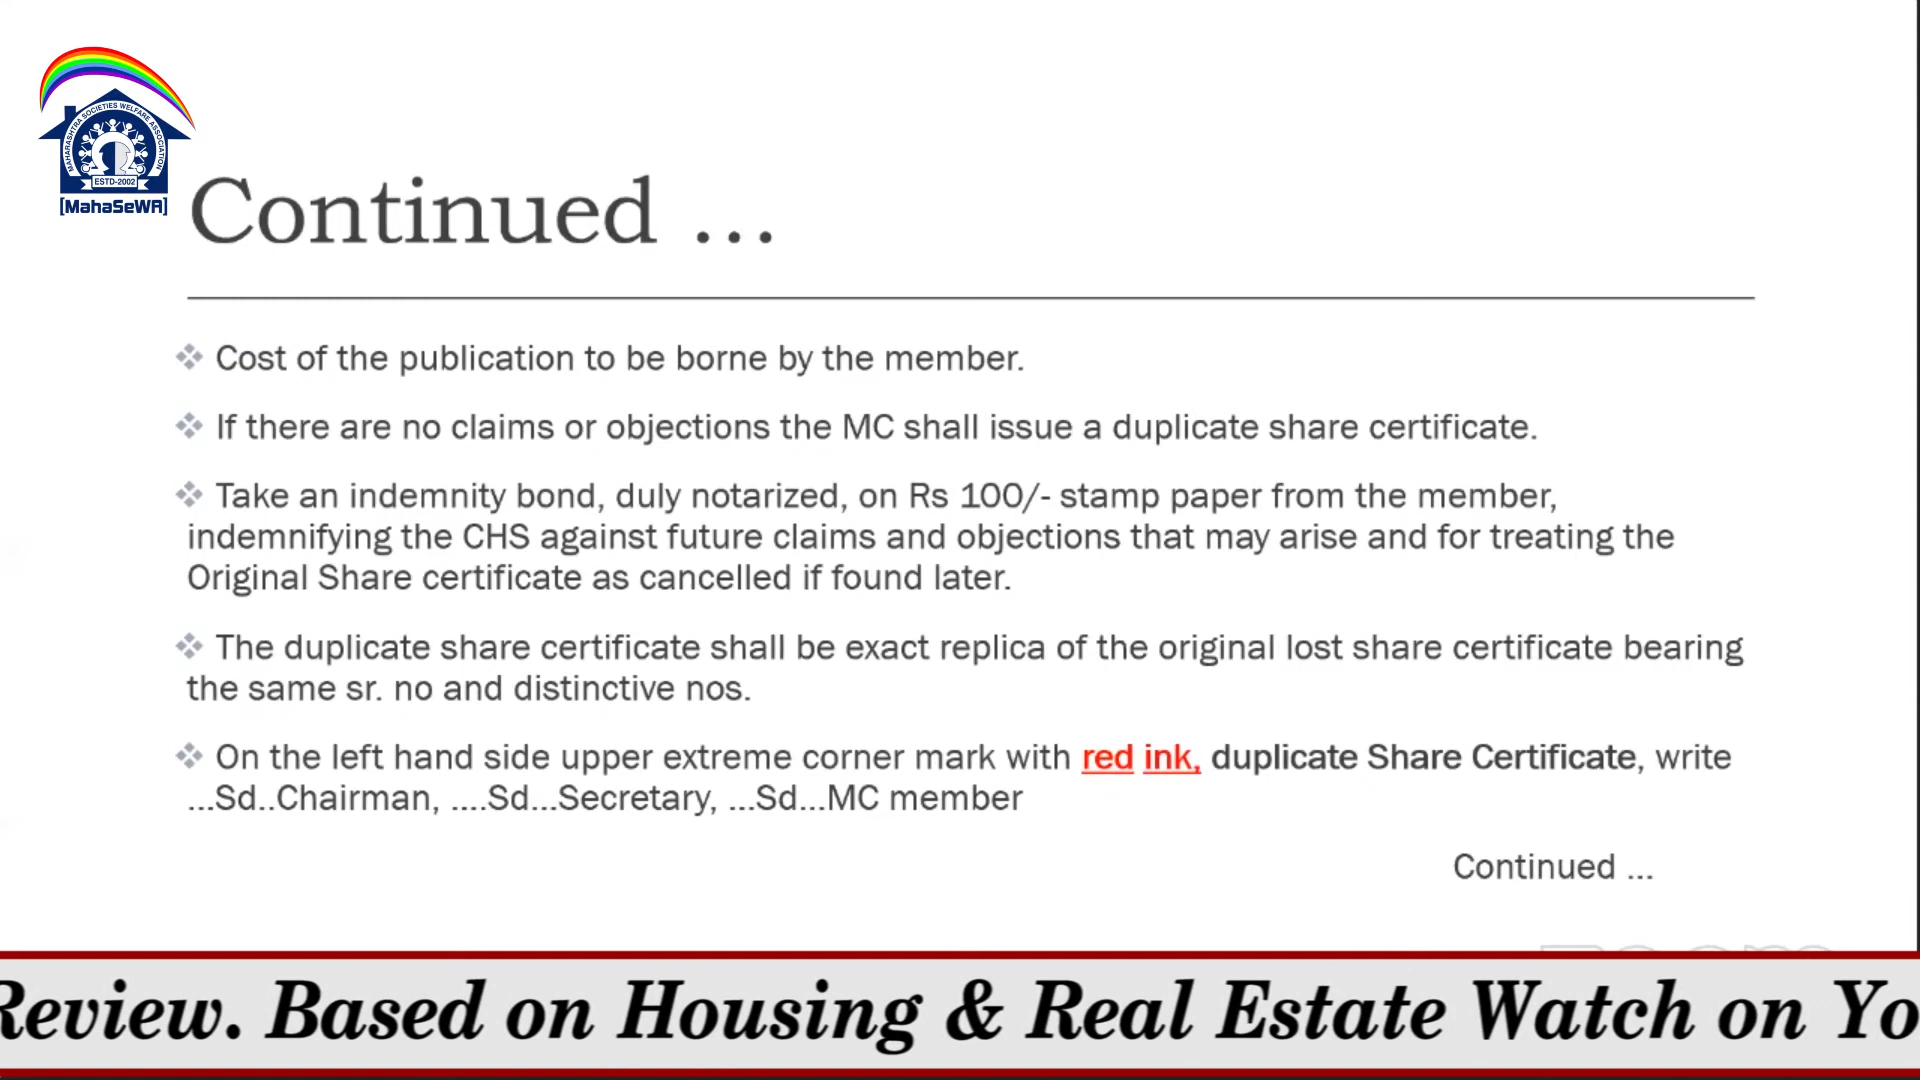 MAHARASHTRA SOCIETIES WELFARE ASSOCIATION
ESTD-2002
[MahaSeWA]
Continued ...
Cost of the publication to be borne by the member.
If there are no claims or objections the MC shall issue a duplicate share certificate.
Take an indemnity bond, duly notarized, on Rs 100/- stamp paper from the member,
indemnifying the CHS against future claims and objections that may arise and for treating the
Original Share certificate as cancelled if found later.
The duplicate share certificate shall be exact replica of the original lost share certificate bearing
the same sr. no and distinctive nos.
On the left hand side upper extreme corner mark with red ink, duplicate Share Certificate, write
...Sd..Chairman, ....Sd...Secretary, ...Sd...MC member
Continued ...
zoom
Review. Based on Housing & Real Estate Watch on Yo